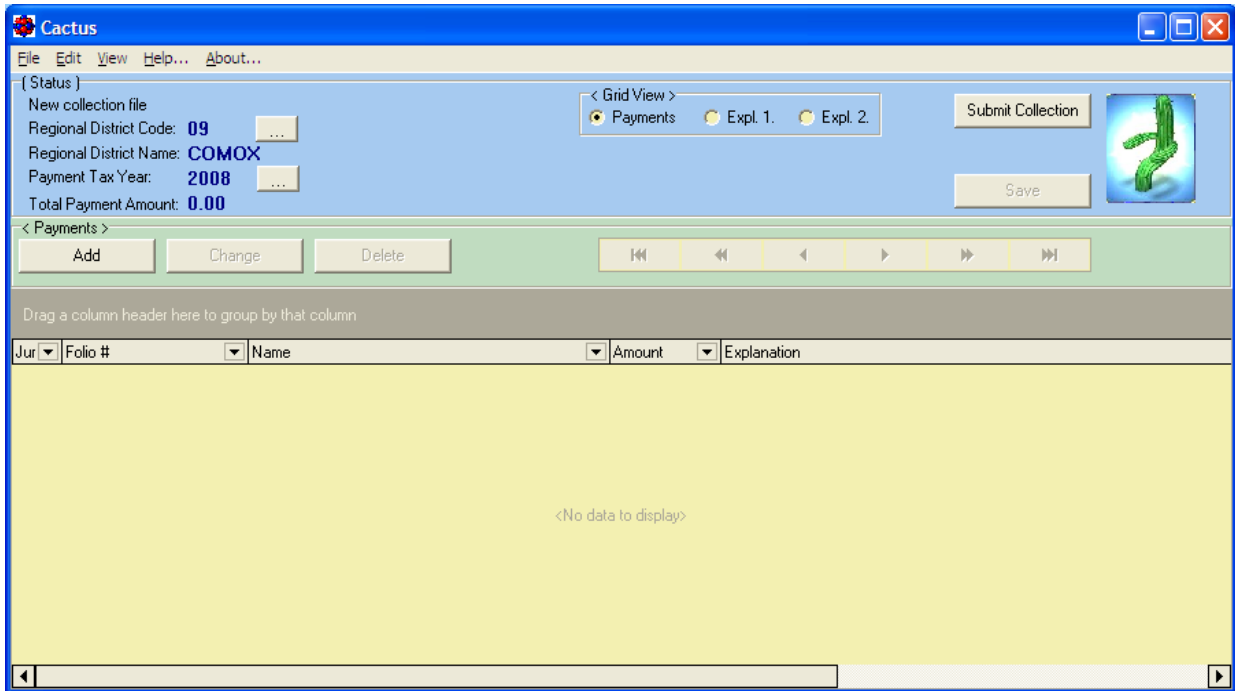 Cactus
File Edit View Help... About...
( Status )
New collection file
Regional District Code: 09 ...
Regional District Name: COMOX
Payment Tax Year: 2008 ...
Total Payment Amount: 0.00
< Grid View >
Payments Expl. 1. Expl. 2.
Submit Collection
Save
< Payments >
Add Change Delete
Drag a column header here to group by that column
Jur Folio # Name Amount Explanation
<No data to display>